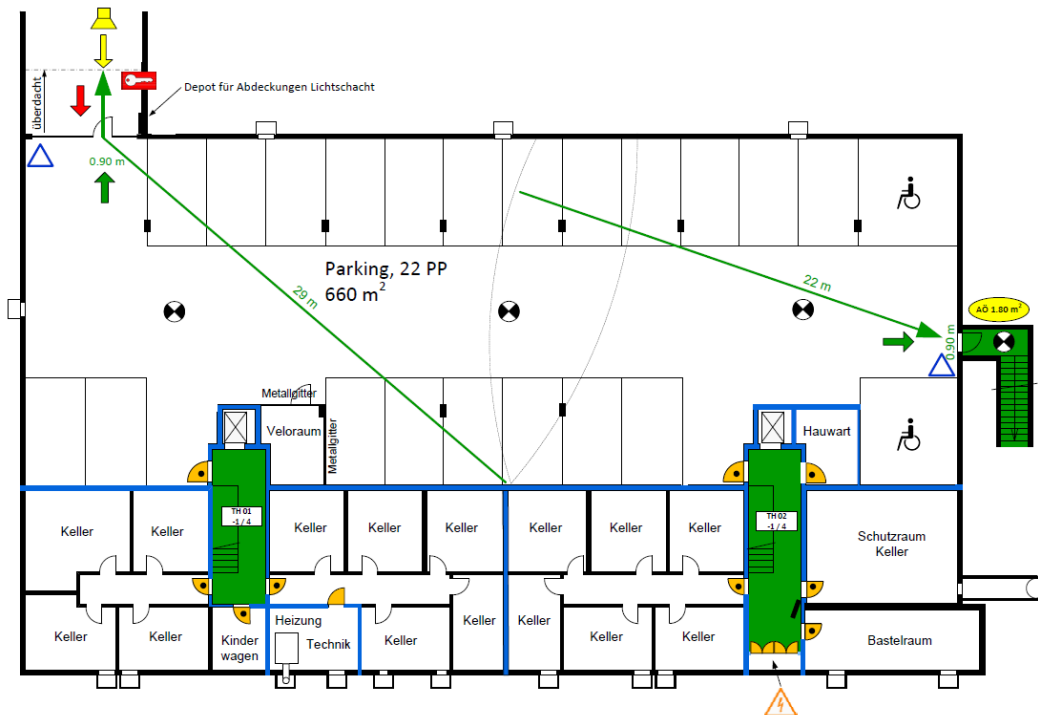 überdacht
Depot für Abdeckungen Lichtschacht
0.90 m
Parking, 22 PP
660 m²
29 m
22 m
AÖ 1.80 m²
0.90 m
Metallgitter
Veloraum
Metallgitter
Hauwart
TH 01
-1 / 4
TH 02
-1 / 4
Keller
Keller
Keller
Keller
Keller
Keller
Keller
Keller
Schutzraum
Keller
Keller
Keller
Kinder
wagen
Heizung
Technik
Keller
Keller
Keller
Keller
Keller
Bastelraum